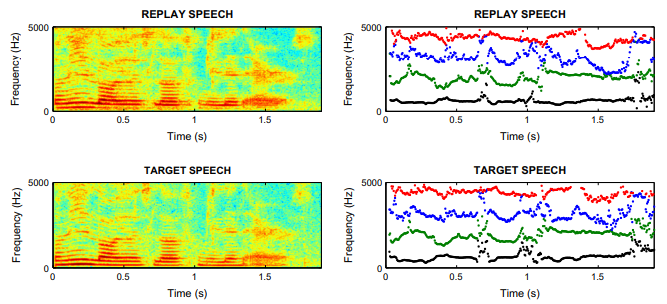 REPLAY SPEECH
5000
Frequency (Hz)
0
0 0.5 1 1.5
Time (s)
REPLAY SPEECH
5000
Frequency (Hz)
0
0 0.5 1 1.5
Time (s)
TARGET SPEECH
5000
Frequency (Hz)
0
0 0.5 1 1.5
Time (s)
TARGET SPEECH
5000
Frequency (Hz)
0
0 0.5 1 1.5
Time (s)